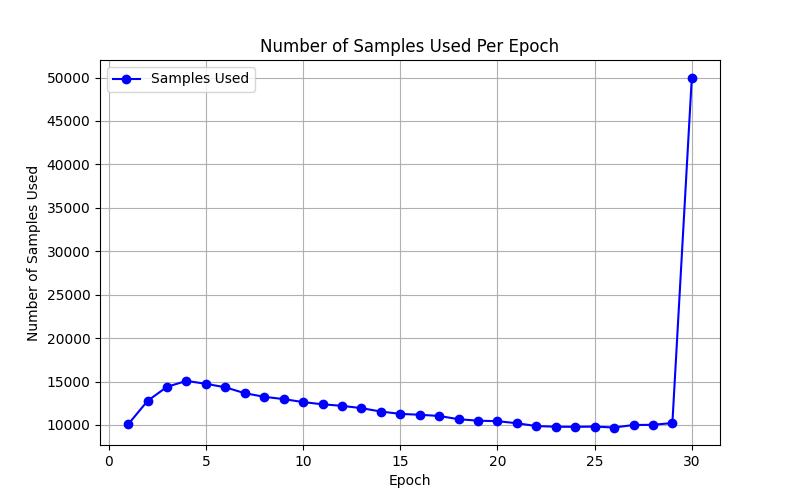 Number of Samples Used Per Epoch
Samples Used
Number of Samples Used
50000
45000
40000
35000
30000
25000
20000
15000
10000
0 5 10 15 20 25 30
Epoch